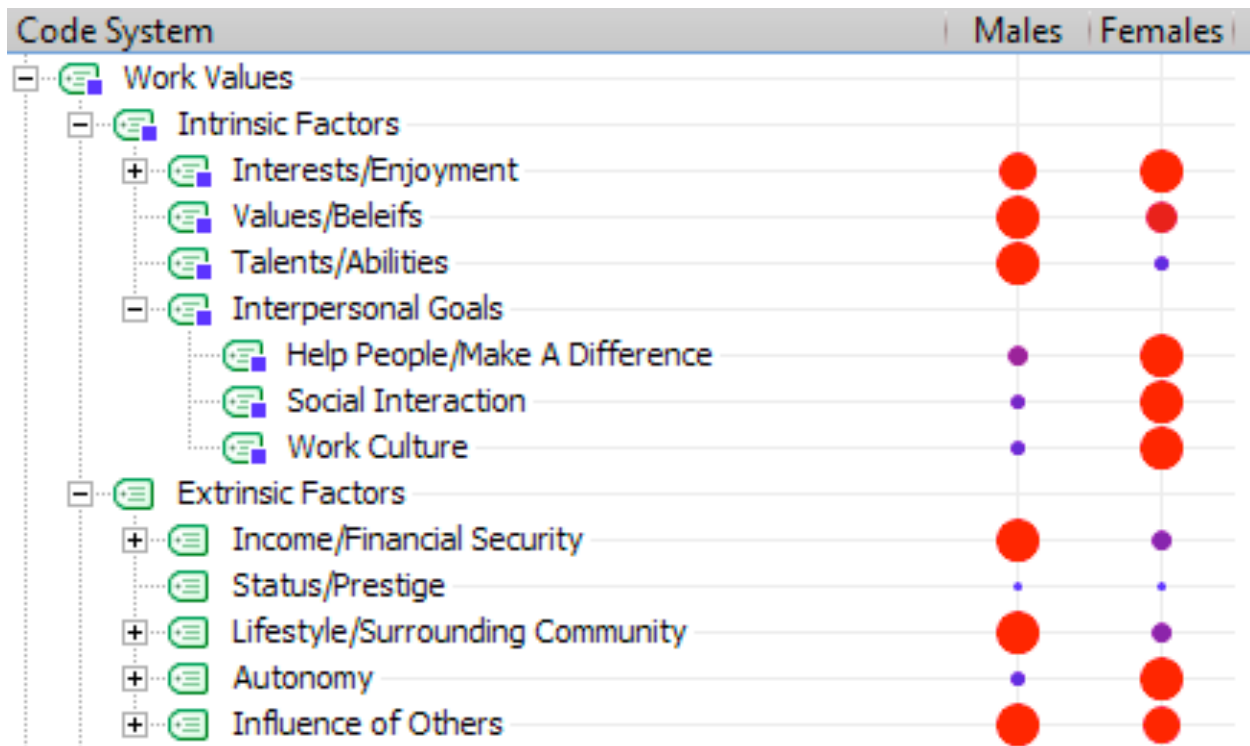 Code System Males Females
Work Values
Intrinsic Factors
Interests/Enjoyment
Values/Beleifs
Talents/Abilities
Interpersonal Goals
Help People/Make A Difference
Social Interaction
Work Culture
Extrinsic Factors
Income/Financial Security
Status/Prestige
Lifestyle/Surrounding Community
Autonomy
Influence of Others